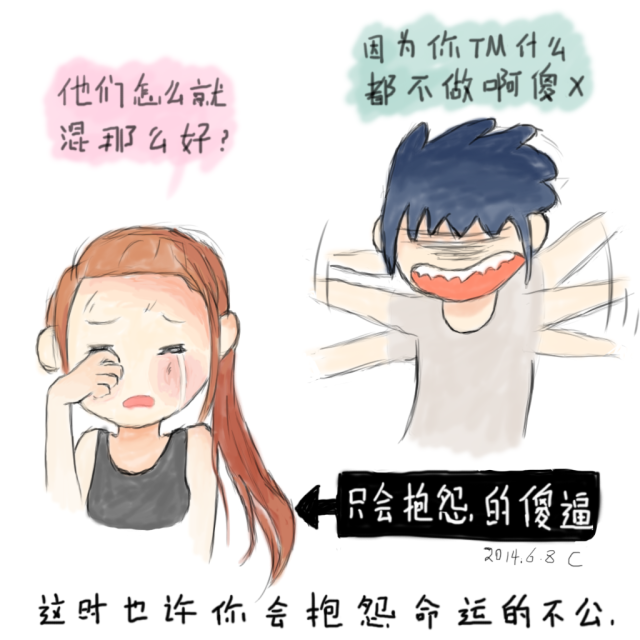 因为你TM什么
都不做啊傻X
他们怎么就
混那么好?
只会抱怨的傻逼
2014.6.8 C
这时也许你会抱怨命运的不公.